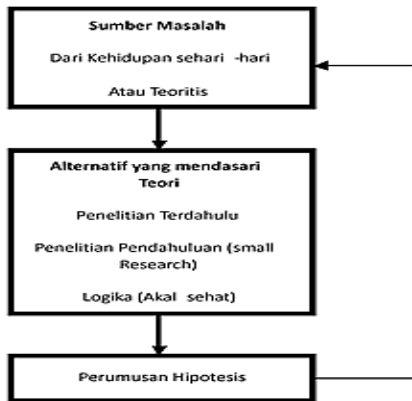 Sumber Masalah
Dari Kehidupan sehari -hari
Atau Teoritis
Alternatif yang mendasari
Teori
Penelitian Terdahulu
Penelitian Pendahuluan (small
Research)
Logika (Akal sehat)
Perumusan Hipotesis